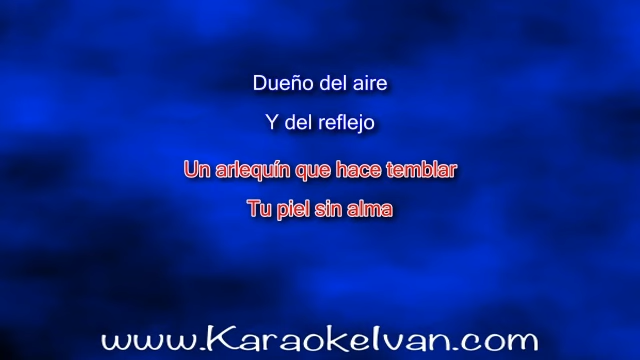 Dueño del aire
Y del reflejo
Un arlequín que hace temblar
Tu piel sin alma
www.KaraokeIvan.com